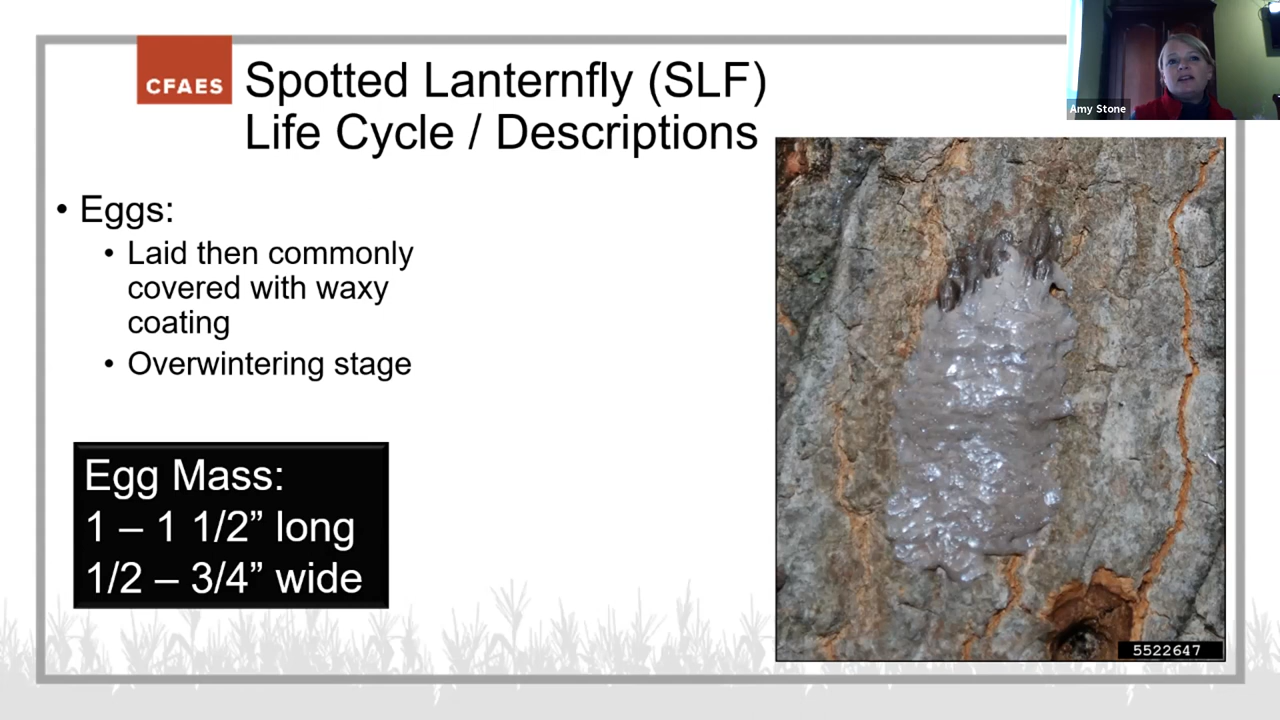 CFAES
Spotted Lanternfly (SLF)
Life Cycle / Descriptions
Amy Stone
• Eggs:
• Laid then commonly
covered with waxy
coating
• Overwintering stage
Egg Mass:
1 – 1 1/2” long
1/2 – 3/4” wide
5522647